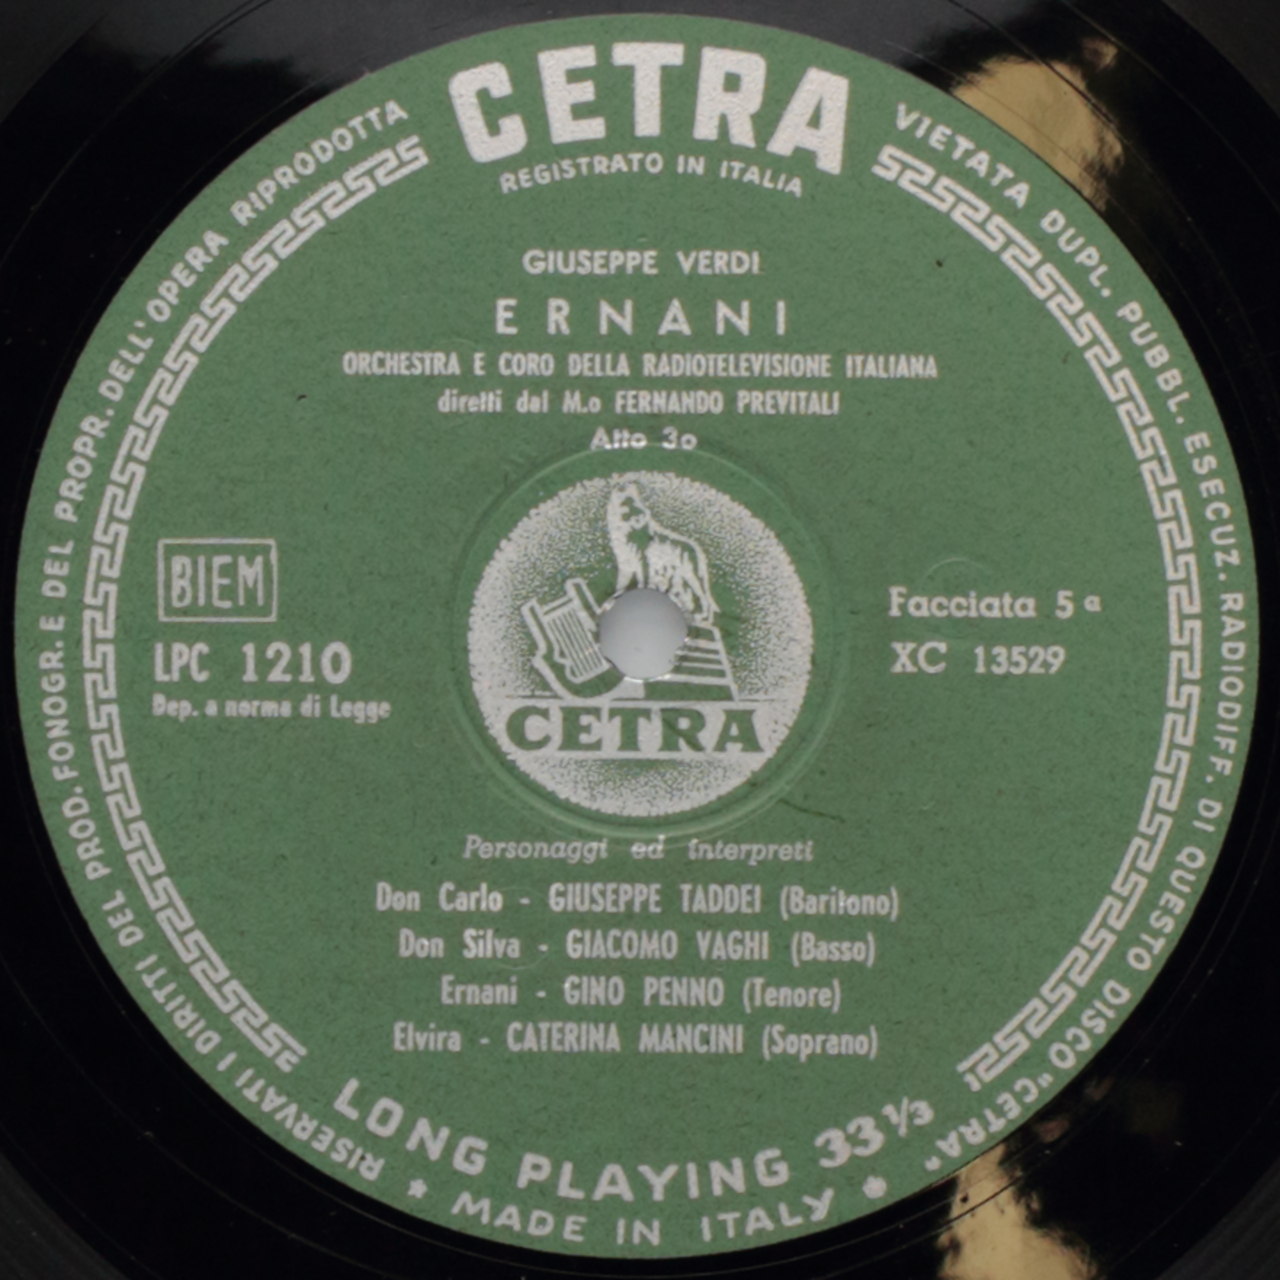 CETRA
REGISTRATO IN ITALIA
RISERVATI I DIRITTI DEL PROD. FONOGR. E DEL PROPR. DELL'OPERA RIPRODOTTA
VIETATA DUPL. PUBBL. ESECUZ. RADIODIFF. DI QUESTO DISCO "CETRA"
GIUSEPPE VERDI
ERNANI
ORCHESTRA E CORO DELLA RADIOTELEVISIONE ITALIANA
diretti dal M.o FERNANDO PREVITALI
Atto 3o
BIEM
LPC 1210
Dep. a norma di Legge
Facciata 5a
XC 13529
CETRA
Personaggi ed interpreti
Don Carlo - GIUSEPPE TADDEI (Baritono)
Don Silva - GIACOMO VAGHI (Basso)
Ernani - GINO PENNO (Tenore)
Elvira - CATERINA MANCINI (Soprano)
LONG PLAYING 33 1/3
★ MADE IN ITALY ★